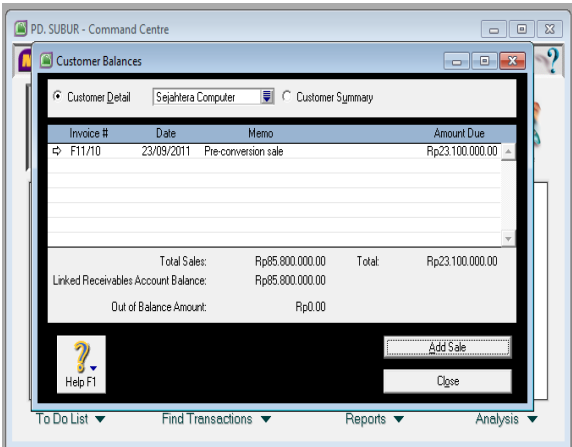 PD. SUBUR - Command Centre
Customer Balances
Customer Detail Sejahtera Computer Customer Summary
Invoice # Date Memo Amount Due
F11/10 23/09/2011 Pre-conversion sale Rp23.100.000.00
Total Sales: Rp85.800.000.00 Total: Rp23.100.000.00
Linked Receivables Account Balance: Rp85.800.000.00
Out of Balance Amount: Rp0.00
Add Sale
Help F1
Close
To Do List Find Transactions Reports Analysis